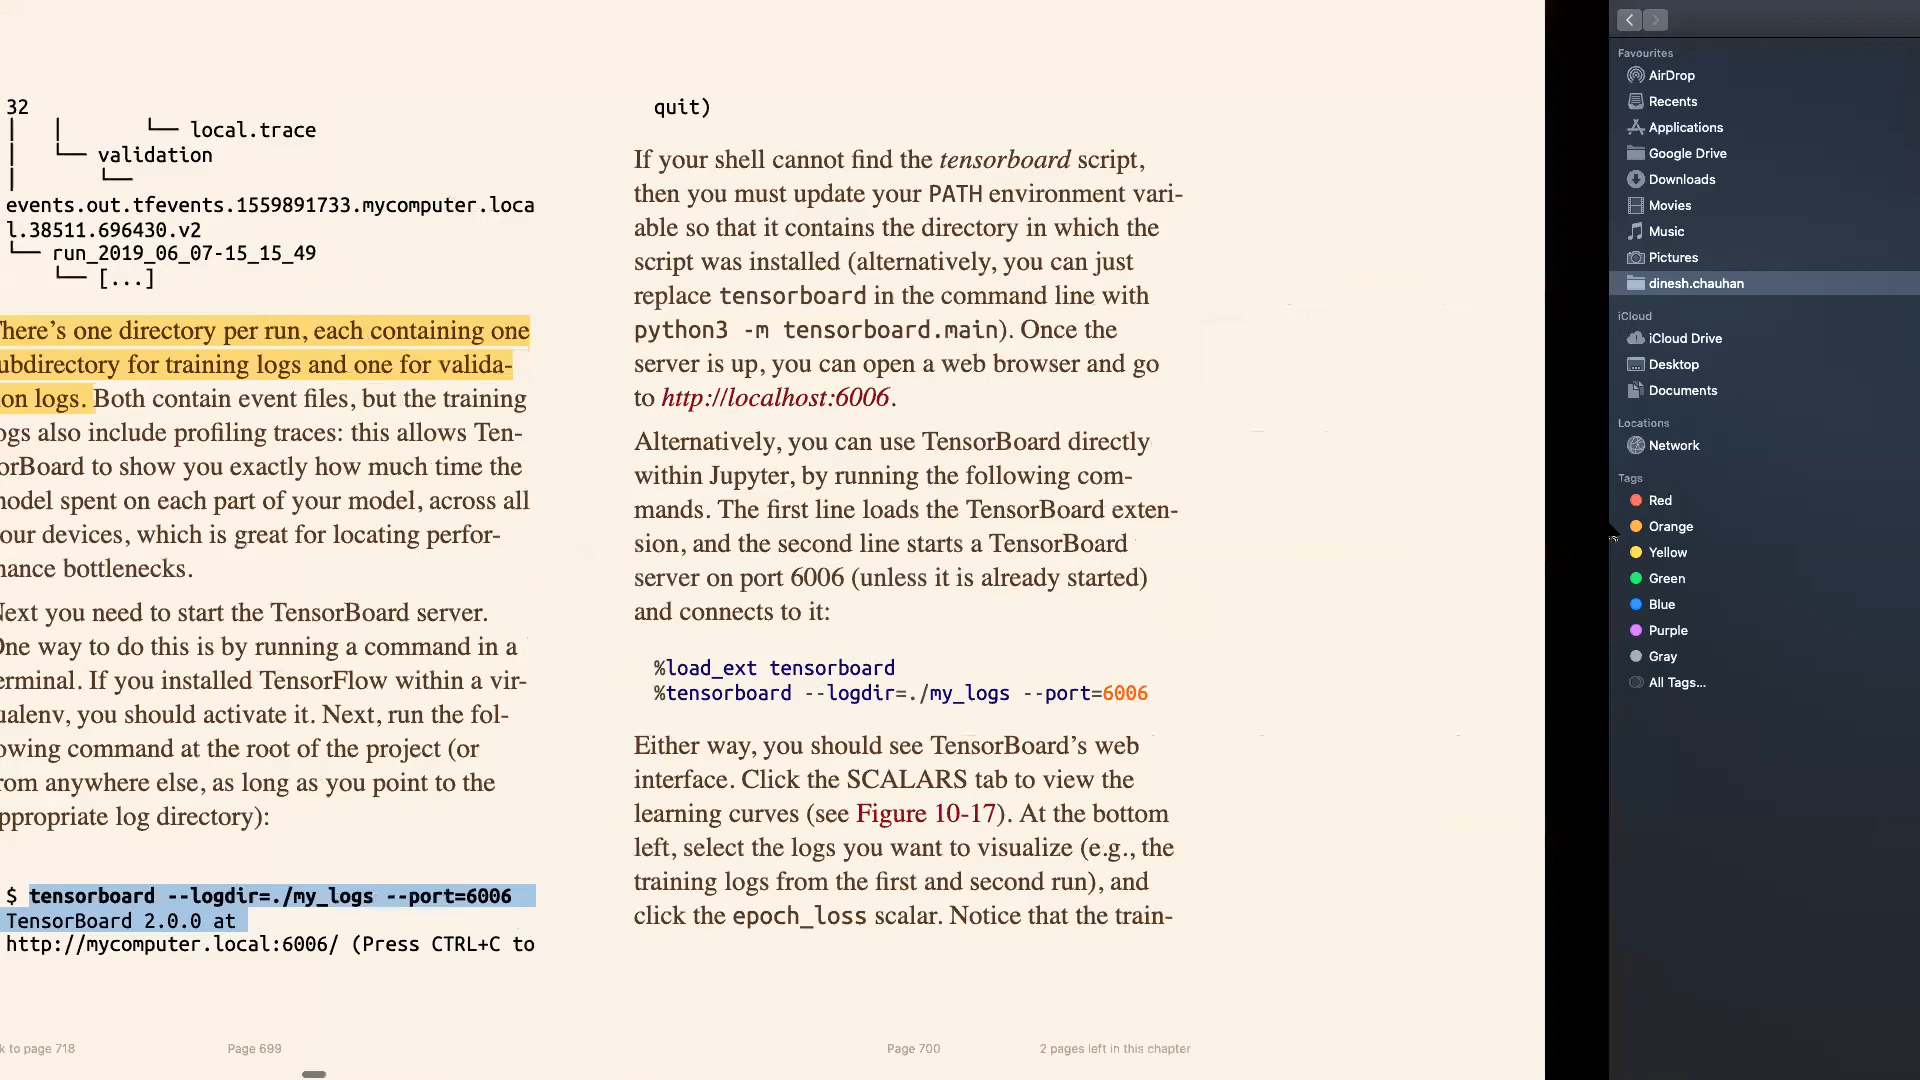 32
│   │       └── local.trace
│   └── validation
│       └──
events.out.tfevents.1559891733.mycomputer.loca
l.38511.696430.v2
└── run_2019_06_07-15_15_49
    └── [...]
here’s one directory per run, each containing one
ubdirectory for training logs and one for valida-
on logs. Both contain event files, but the training
ogs also include profiling traces: this allows Ten-
orBoard to show you exactly how much time the
nodel spent on each part of your model, across all
our devices, which is great for locating perfor-
nance bottlenecks.
Next you need to start the TensorBoard server.
One way to do this is by running a command in a
erminal. If you installed TensorFlow within a vir-
ualenv, you should activate it. Next, run the fol-
owing command at the root of the project (or
rom anywhere else, as long as you point to the
ppropriate log directory):
$ tensorboard --logdir=./my_logs --port=6006
TensorBoard 2.0.0 at
http://mycomputer.local:6006/ (Press CTRL+C to
k to page 718
Page 699
quit)
If your shell cannot find the tensorboard script,
then you must update your PATH environment vari-
able so that it contains the directory in which the
script was installed (alternatively, you can just
replace tensorboard in the command line with
python3 -m tensorboard.main). Once the
server is up, you can open a web browser and go
to http://localhost:6006.
Alternatively, you can use TensorBoard directly
within Jupyter, by running the following com-
mands. The first line loads the TensorBoard exten-
sion, and the second line starts a TensorBoard
server on port 6006 (unless it is already started)
and connects to it:
%load_ext tensorboard
%tensorboard --logdir=./my_logs --port=6006
Either way, you should see TensorBoard’s web
interface. Click the SCALARS tab to view the
learning curves (see Figure 10-17). At the bottom
left, select the logs you want to visualize (e.g., the
training logs from the first and second run), and
click the epoch_loss scalar. Notice that the train-
Page 700
2 pages left in this chapter
Favourites
AirDrop
Recents
Applications
Google Drive
Downloads
Movies
Music
Pictures
dinesh.chauhan
iCloud
iCloud Drive
Desktop
Documents
Locations
Network
Tags
Red
Orange
Yellow
Green
Blue
Purple
Gray
All Tags...